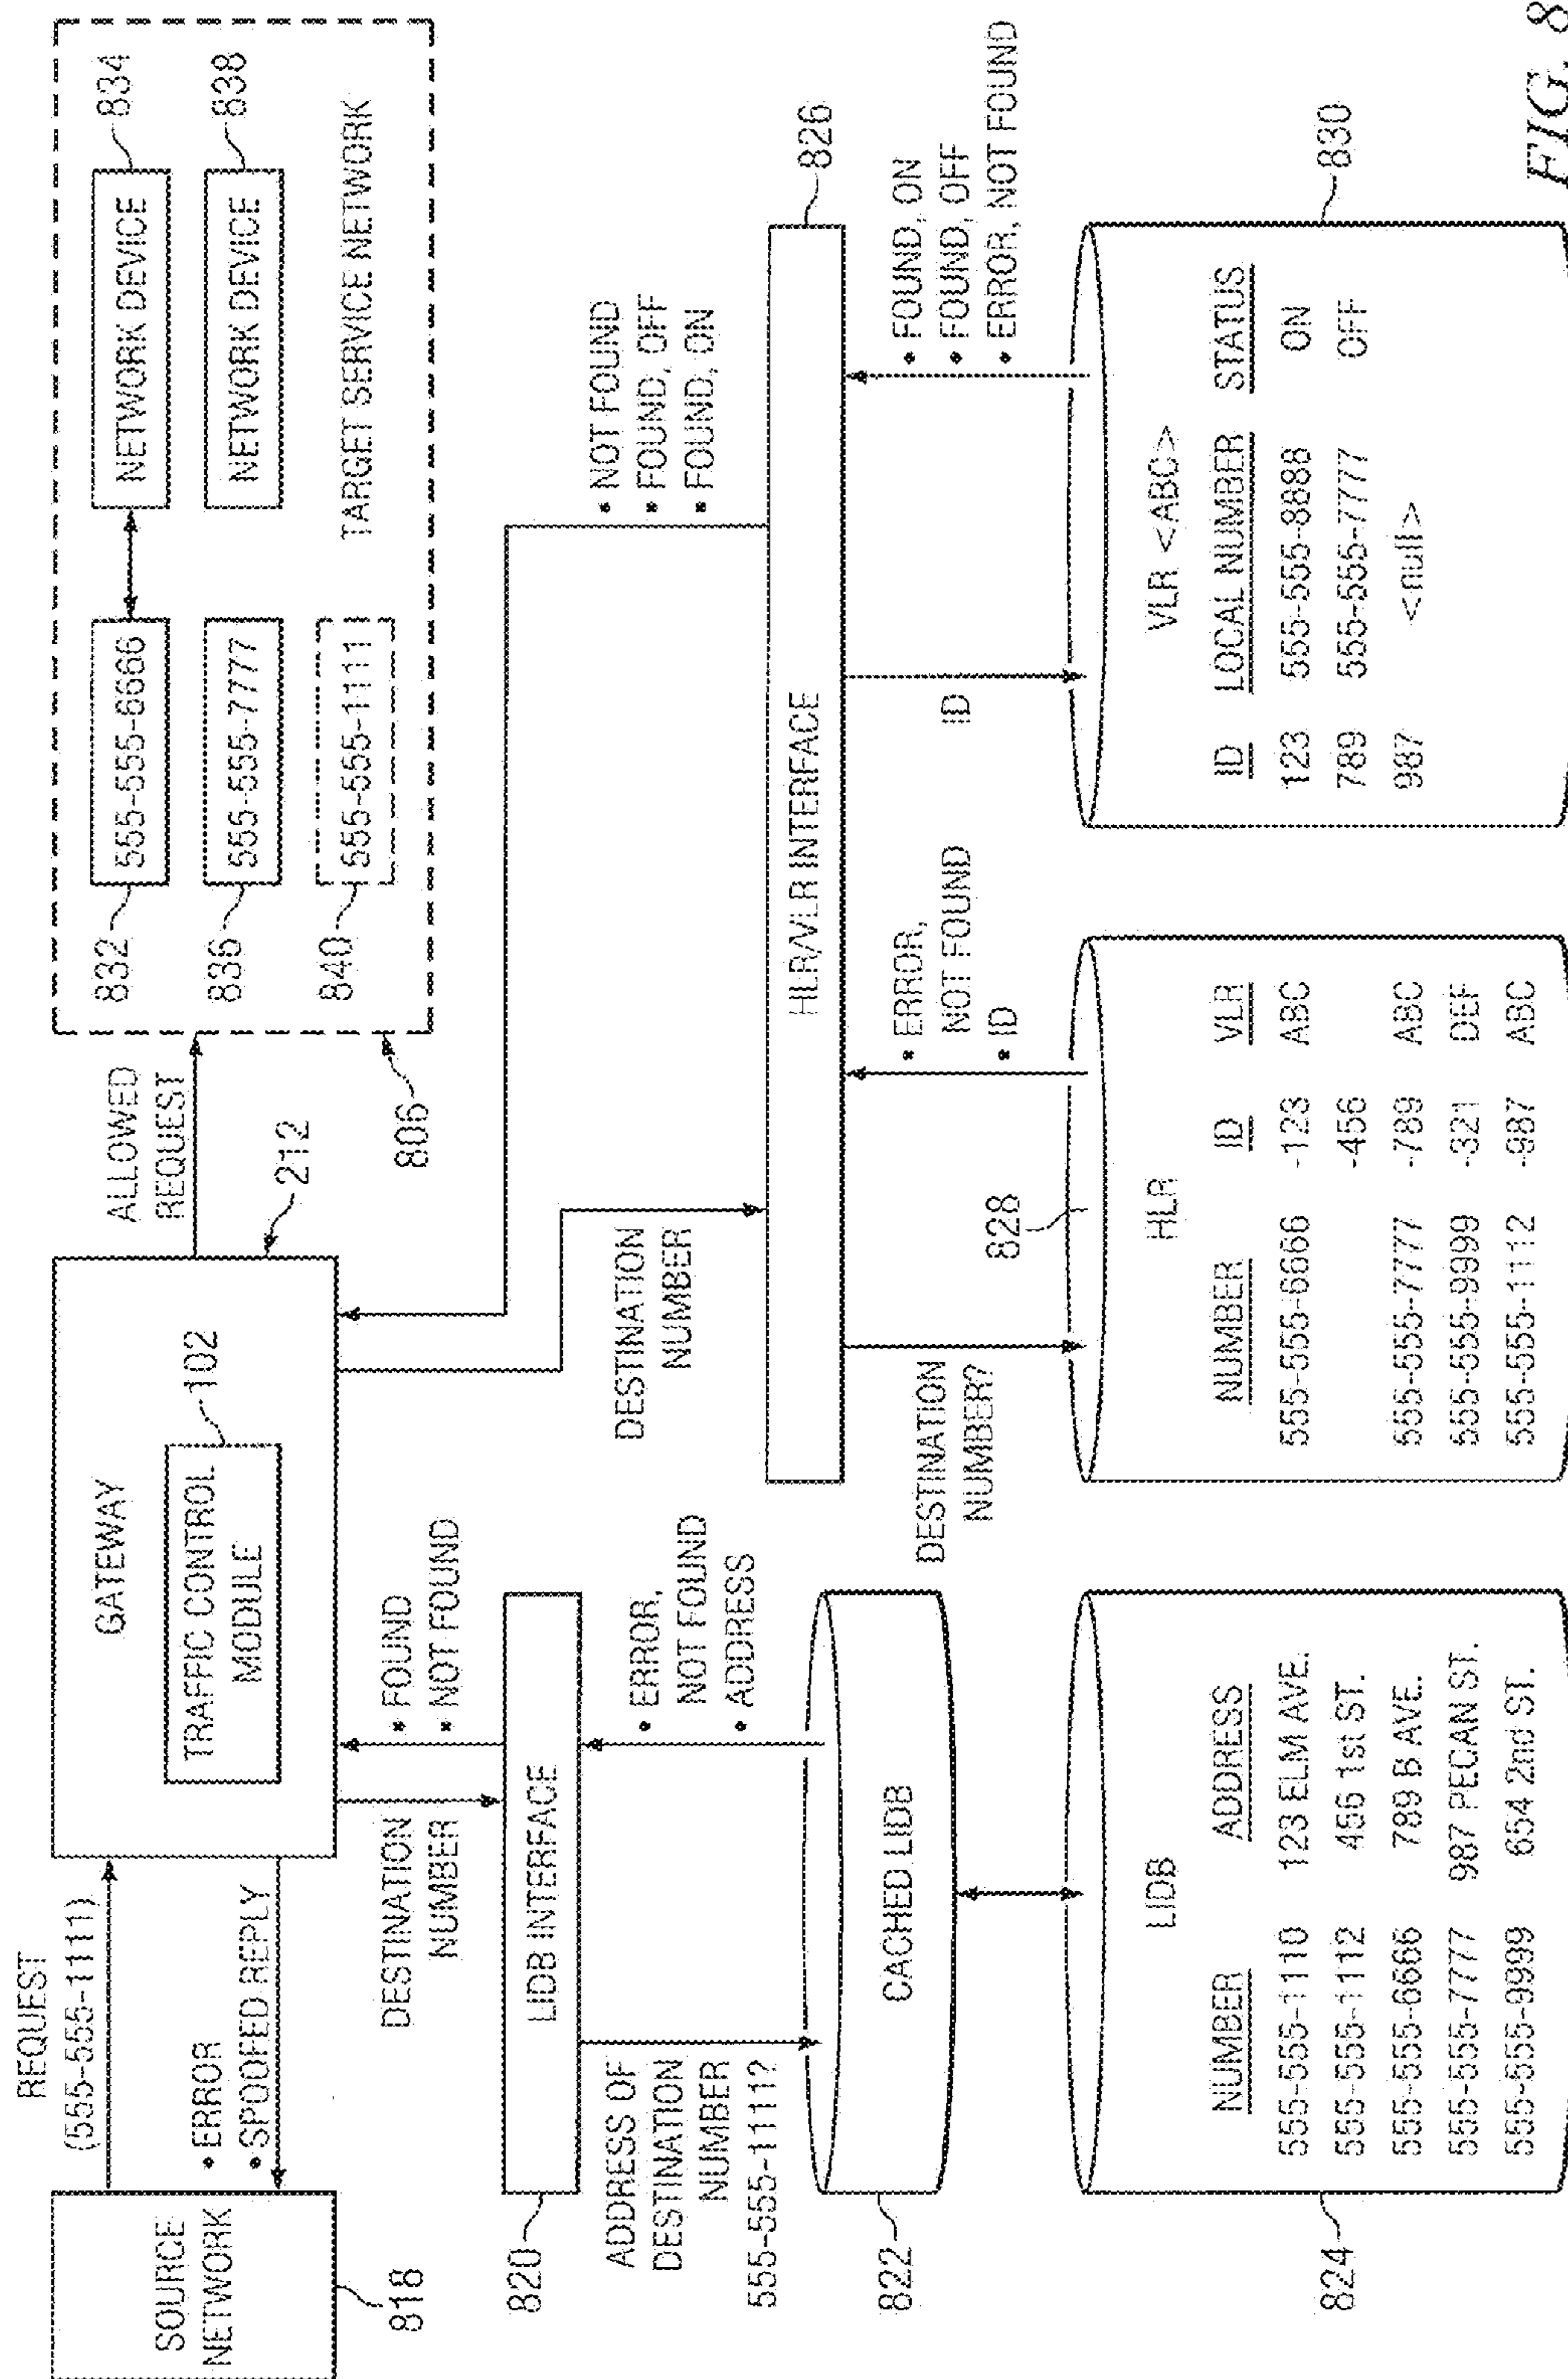 REQUEST
(555-555-1111)
SOURCE
NETWORK
818
• ERROR
• SPOOFED REPLY
GATEWAY
TRAFFIC CONTROL
MODULE
102
212
ALLOWED
REQUEST
806
832
555-555-6666
NETWORK DEVICE
834
836
555-555-7777
NETWORK DEVICE
838
840
555-555-1111
TARGET SERVICE NETWORK
DESTINATION
NUMBER
• FOUND
• NOT FOUND
820
LIDB INTERFACE
ADDRESS OF
DESTINATION
NUMBER
555-555-1111?
• ERROR,
NOT FOUND
• ADDRESS
822
CACHED LIDB
824
LIDB
NUMBER ADDRESS
555-555-1110 123 ELM AVE.
555-555-1112 456 1st ST.
555-555-6666 789 B AVE.
555-555-7777 987 PECAN ST.
555-555-9999 654 2nd ST.
DESTINATION
NUMBER
• NOT FOUND
• FOUND, OFF
• FOUND, ON
HLR/VLR INTERFACE
826
DESTINATION
NUMBER?
• ERROR,
NOT FOUND
• ID
ID
• FOUND, ON
• FOUND, OFF
• ERROR, NOT FOUND
828
HLR
NUMBER ID VLR
555-555-6666 -123 ABC
-456
555-555-7777 -789 ABC
555-555-9999 -321 DEF
555-555-1112 -987 ABC
830
VLR <ABC>
ID LOCAL NUMBER STATUS
123 555-555-8888 ON
789 555-555-7777 OFF
987 <null>
FIG. 8